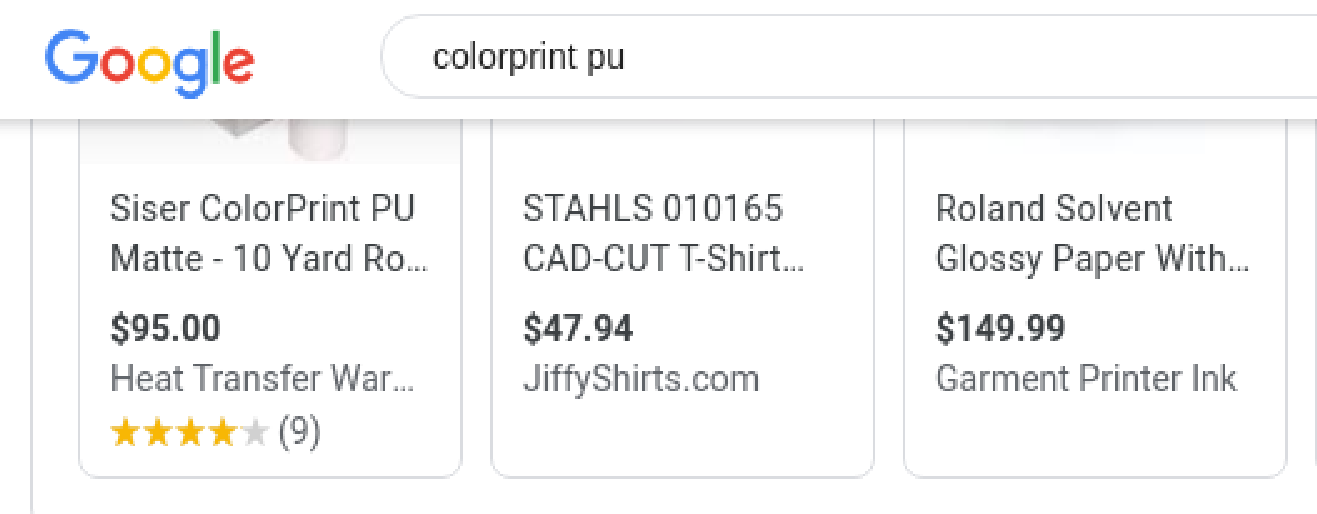 Google
colorprint pu
Siser ColorPrint PU
Matte - 10 Yard Ro...
$95.00
Heat Transfer War...
(9)
STAHLS 010165
CAD-CUT T-Shirt...
$47.94
JiffyShirts.com
Roland Solvent
Glossy Paper With...
$149.99
Garment Printer Ink